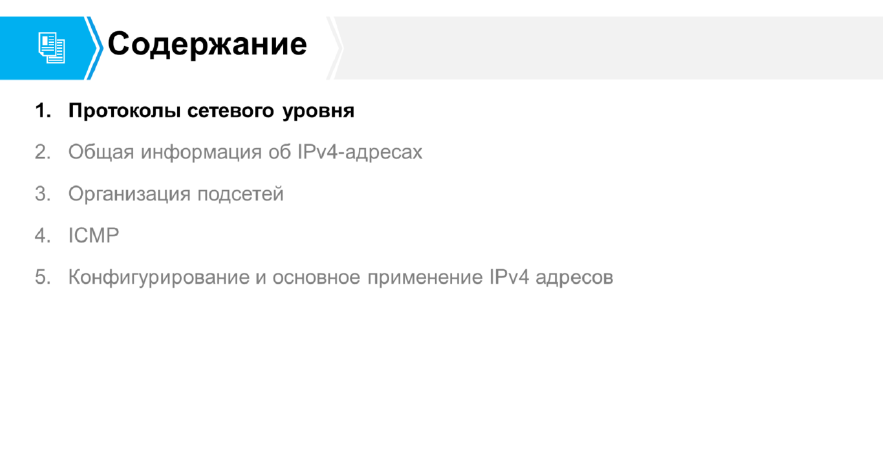 Содержание
1. Протоколы сетевого уровня
2. Общая информация об IPv4-адресах
3. Организация подсетей
4. ICMP
5. Конфигурирование и основное применение IPv4 адресов